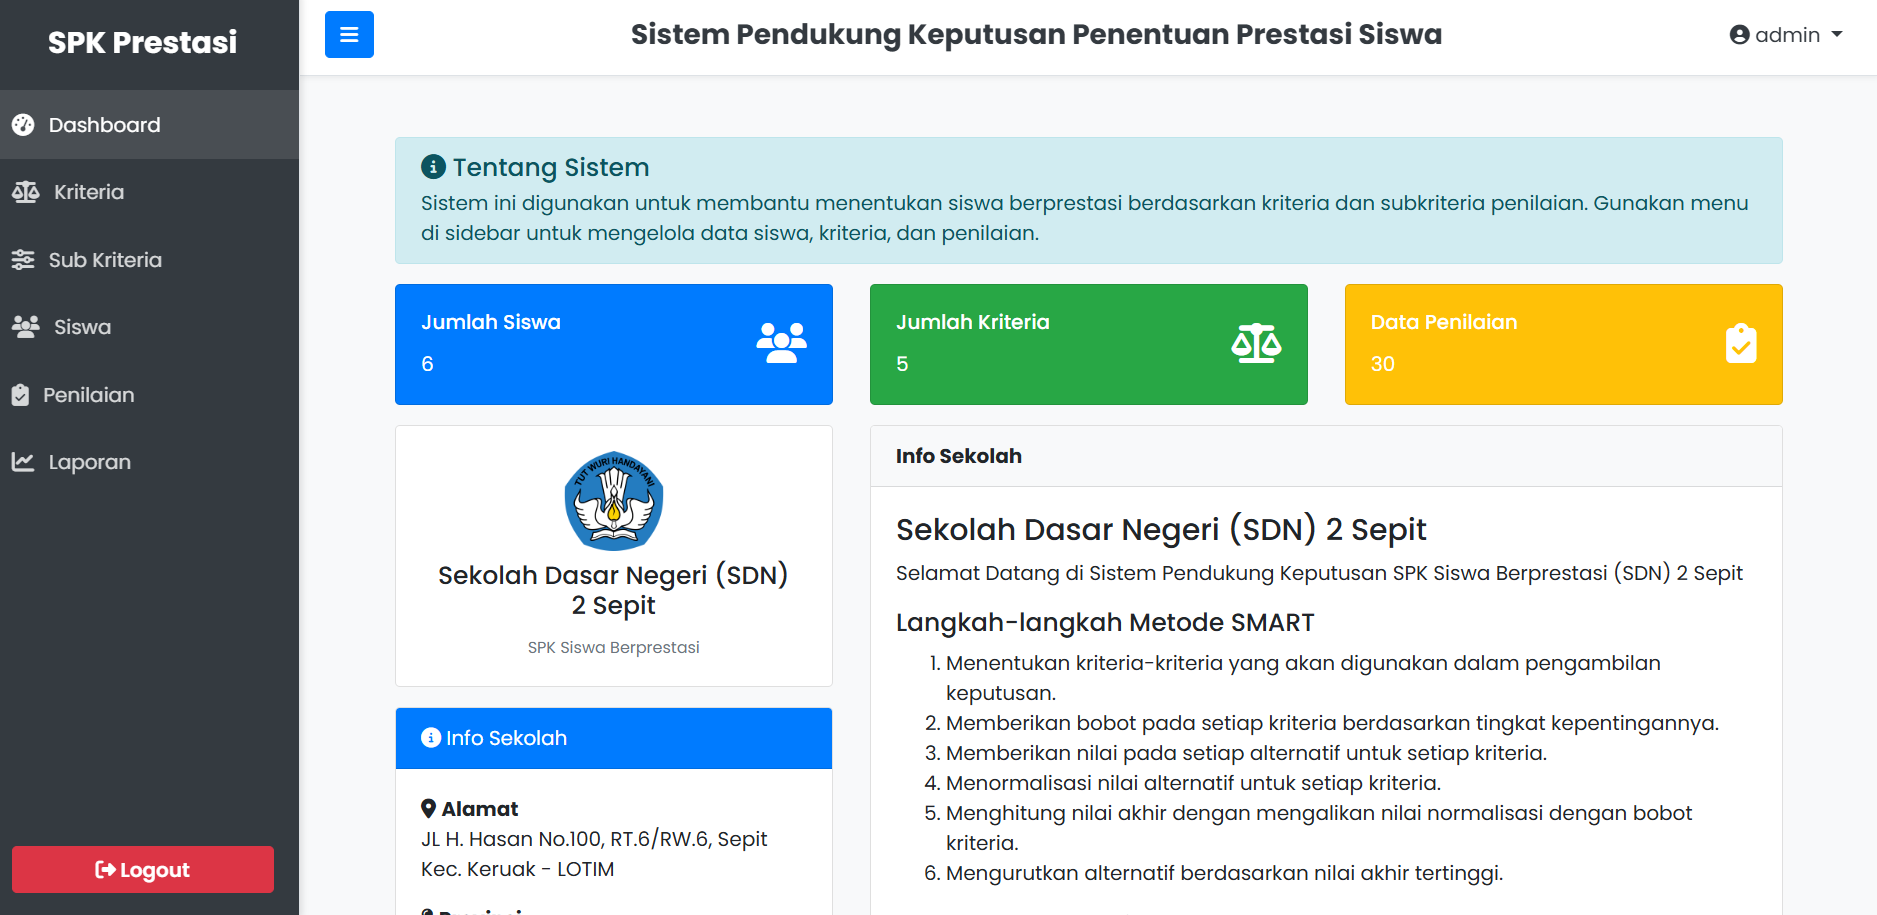 SPK Prestasi
Dashboard
Kriteria
Sub Kriteria
Siswa
Penilaian
Laporan
Logout
Sistem Pendukung Keputusan Penentuan Prestasi Siswa
admin
Tentang Sistem
Sistem ini digunakan untuk membantu menentukan siswa berprestasi berdasarkan kriteria dan subkriteria penilaian. Gunakan menu
di sidebar untuk mengelola data siswa, kriteria, dan penilaian.
Jumlah Siswa
6
Jumlah Kriteria
5
Data Penilaian
30
TUT WURI HANDAYANI
Sekolah Dasar Negeri (SDN)
2 Sepit
SPK Siswa Berprestasi
Info Sekolah
Alamat
JL H. Hasan No.100, RT.6/RW.6, Sepit
Kec. Keruak - LOTIM
Info Sekolah
Sekolah Dasar Negeri (SDN) 2 Sepit
Selamat Datang di Sistem Pendukung Keputusan SPK Siswa Berprestasi (SDN) 2 Sepit
Langkah-langkah Metode SMART
1. Menentukan kriteria-kriteria yang akan digunakan dalam pengambilan
keputusan.
2. Memberikan bobot pada setiap kriteria berdasarkan tingkat kepentingannya.
3. Memberikan nilai pada setiap alternatif untuk setiap kriteria.
4. Menormalisasi nilai alternatif untuk setiap kriteria.
5. Menghitung nilai akhir dengan mengalikan nilai normalisasi dengan bobot
kriteria.
6. Mengurutkan alternatif berdasarkan nilai akhir tertinggi.